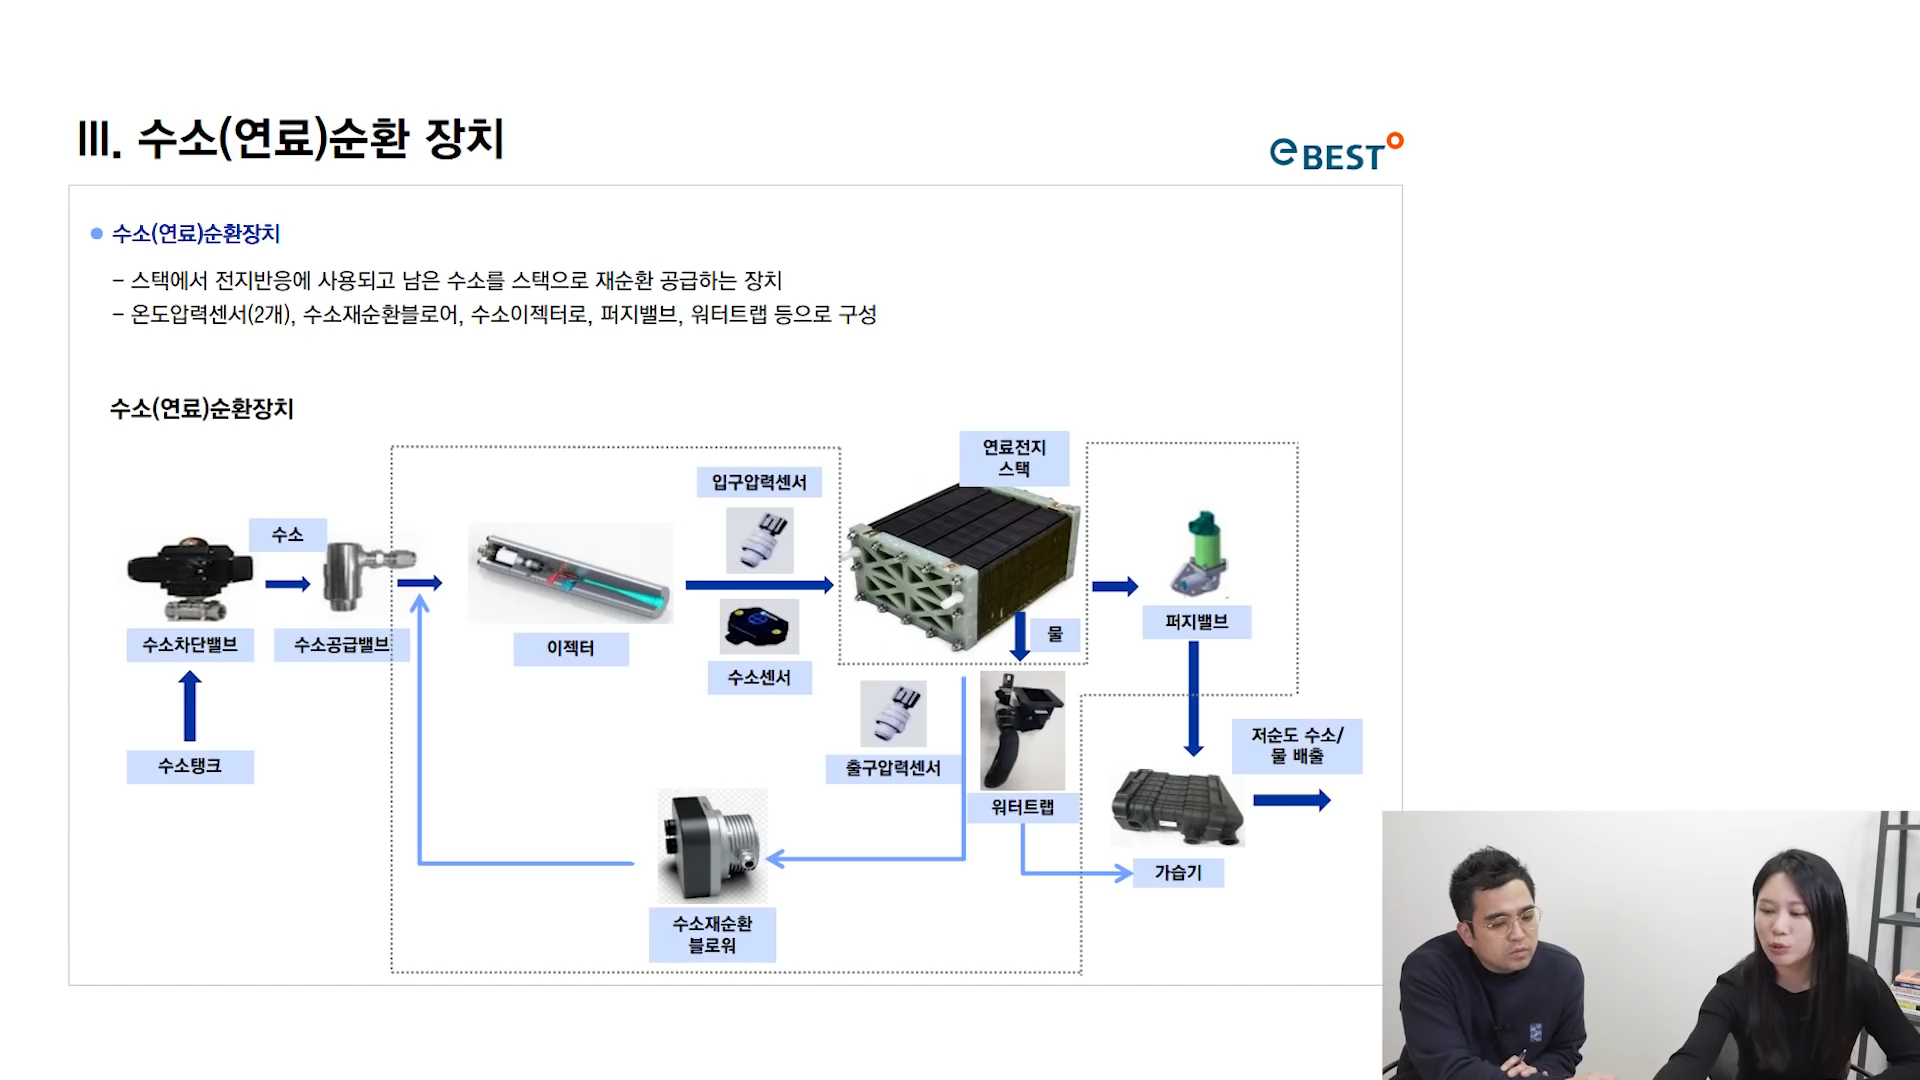 III. 수소(연료)순환 장치
eBEST
수소(연료)순환장치
– 스택에서 전지반응에 사용되고 남은 수소를 스택으로 재순환 공급하는 장치
– 온도압력센서(2개), 수소재순환블로어, 수소이젝터로, 퍼지밸브, 워터트랩 등으로 구성
수소(연료)순환장치
연료전지
스택
입구압력센서
수소
퍼지밸브
물
수소차단밸브
수소공급밸브
이젝터
수소센서
저순도 수소/
물 배출
수소탱크
출구압력센서
워터트랩
가습기
수소재순환
블로워